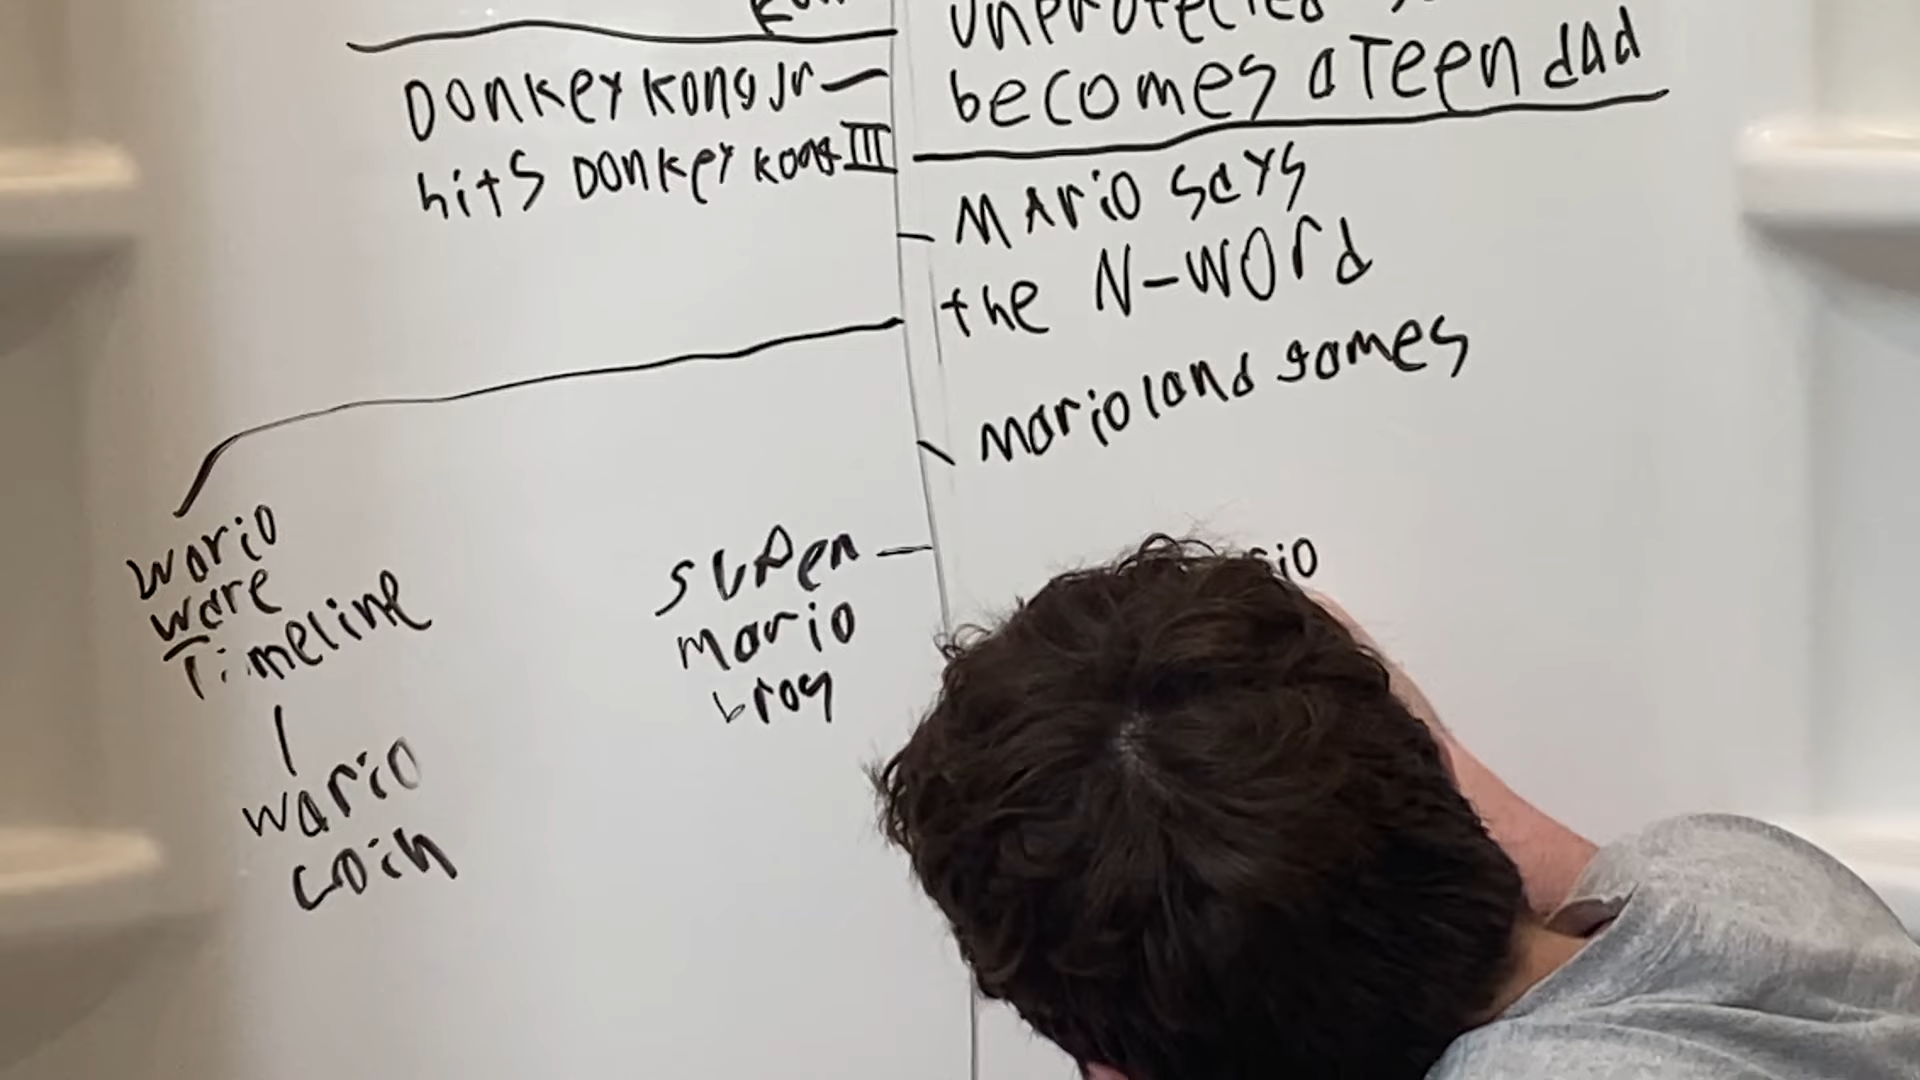 becomes a Teen dad
Donkey Kong Jr
hits Donkey Kong III
Mario says
the N-word
Mario land games
Super
mario
bros
Wario
Ware
Timeline
Wario
coin